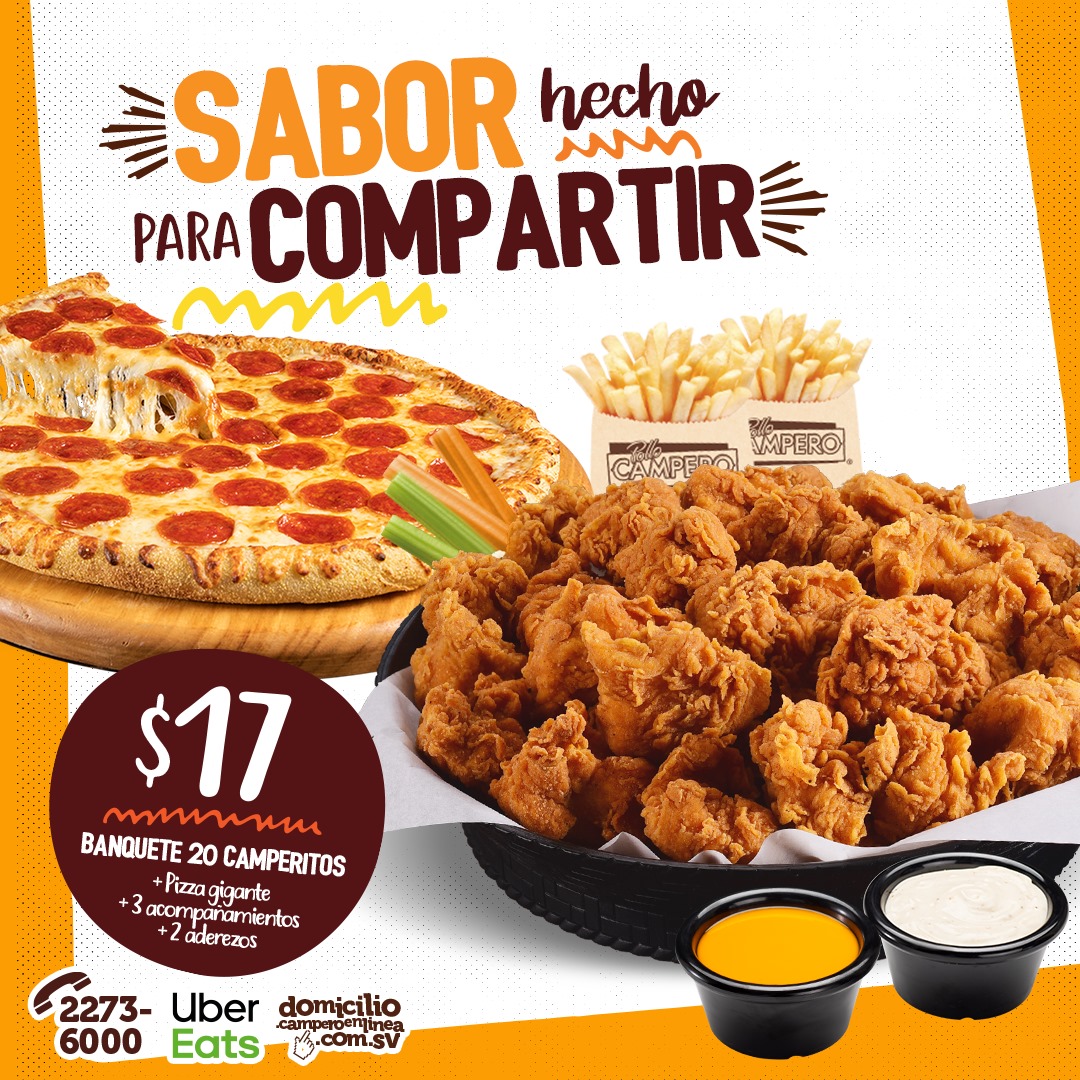 SABOR hecho
PARA COMPARTIR
Pollo
CAMPERO
Pollo
AMPERO
$17
BANQUETE 20 CAMPERITOS
+ Pizza gigante
+ 3 acompañamientos
+ 2 aderezos
2273-
6000
Uber
Eats
domicilio
.camperoenlinea
.com.sv